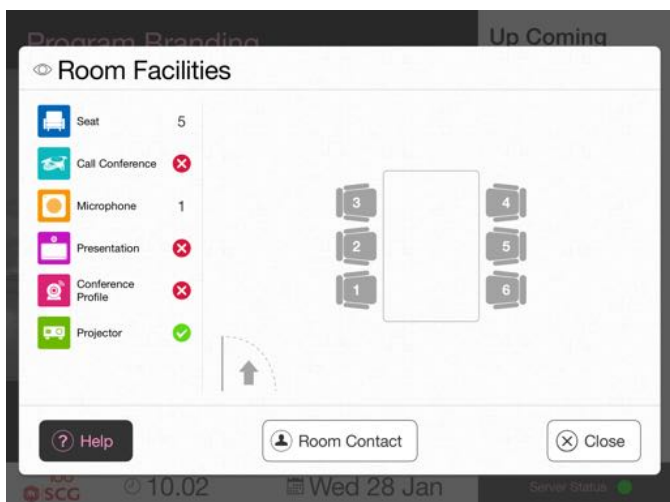 Program Branding
Up Coming
Room Facilities
Seat 5
Call Conference
Microphone 1
Presentation
Conference
Profile
Projector
3 4
2 5
1 6
? Help
Room Contact
Close
SCG
10.02
Wed 28 Jan
Server Status